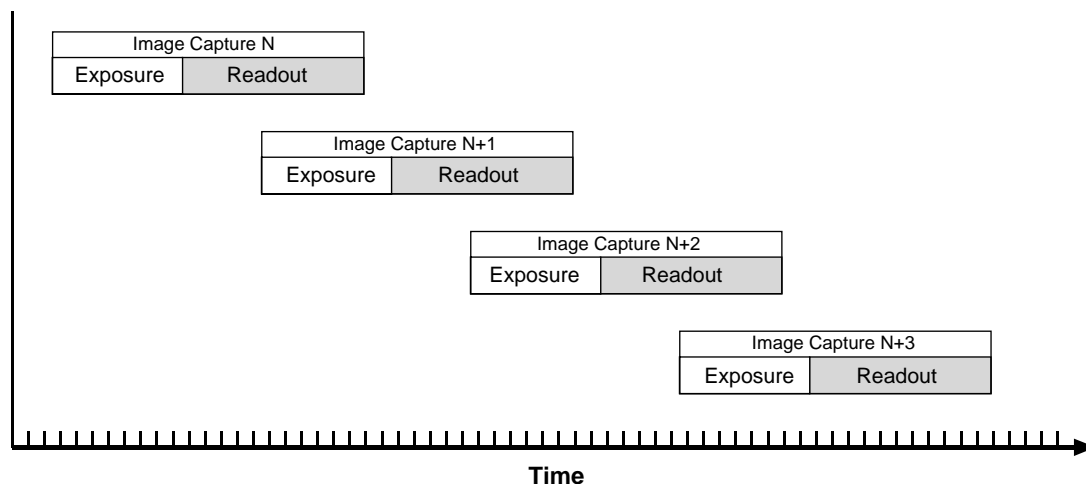 Image Capture N
Exposure Readout
Image Capture N+1
Exposure Readout
Image Capture N+2
Exposure Readout
Image Capture N+3
Exposure Readout
Time